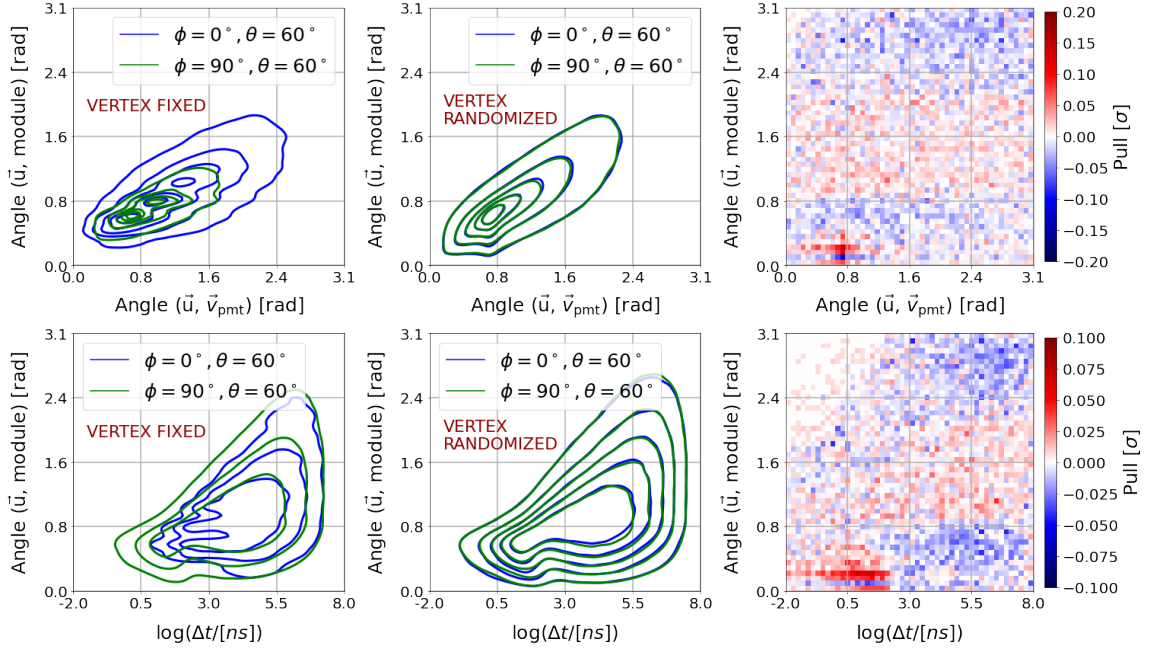 3.1
2.4
1.6
0.8
0.0
Angle (u⃗, module) [rad]
ϕ = 0°, θ = 60°
ϕ = 90°, θ = 60°
VERTEX FIXED
0.0 0.8 1.6 2.4 3.1
Angle (u⃗, v⃗pmt) [rad]
3.1
2.4
1.6
0.8
0.0
Angle (u⃗, module) [rad]
ϕ = 0°, θ = 60°
ϕ = 90°, θ = 60°
VERTEX
RANDOMIZED
0.0 0.8 1.6 2.4 3.1
Angle (u⃗, v⃗pmt) [rad]
3.1
2.4
1.6
0.8
0.0
Angle (u⃗, module) [rad]
0.0 0.8 1.6 2.4 3.1
Angle (u⃗, v⃗pmt) [rad]
0.20
0.15
0.10
0.05
0.00
−0.05
−0.10
−0.15
−0.20
Pull [σ]
3.1
2.4
1.6
0.8
0.0
Angle (u⃗, module) [rad]
ϕ = 0°, θ = 60°
ϕ = 90°, θ = 60°
VERTEX FIXED
-2.0 0.5 3.0 5.5 8.0
log(Δt/[ns])
3.1
2.4
1.6
0.8
0.0
Angle (u⃗, module) [rad]
ϕ = 0°, θ = 60°
ϕ = 90°, θ = 60°
VERTEX
RANDOMIZED
-2.0 0.5 3.0 5.5 8.0
log(Δt/[ns])
3.1
2.4
1.6
0.8
0.0
Angle (u⃗, module) [rad]
-2.0 0.5 3.0 5.5 8.0
log(Δt/[ns])
0.100
0.075
0.050
0.025
0.000
−0.025
−0.050
−0.075
−0.100
Pull [σ]